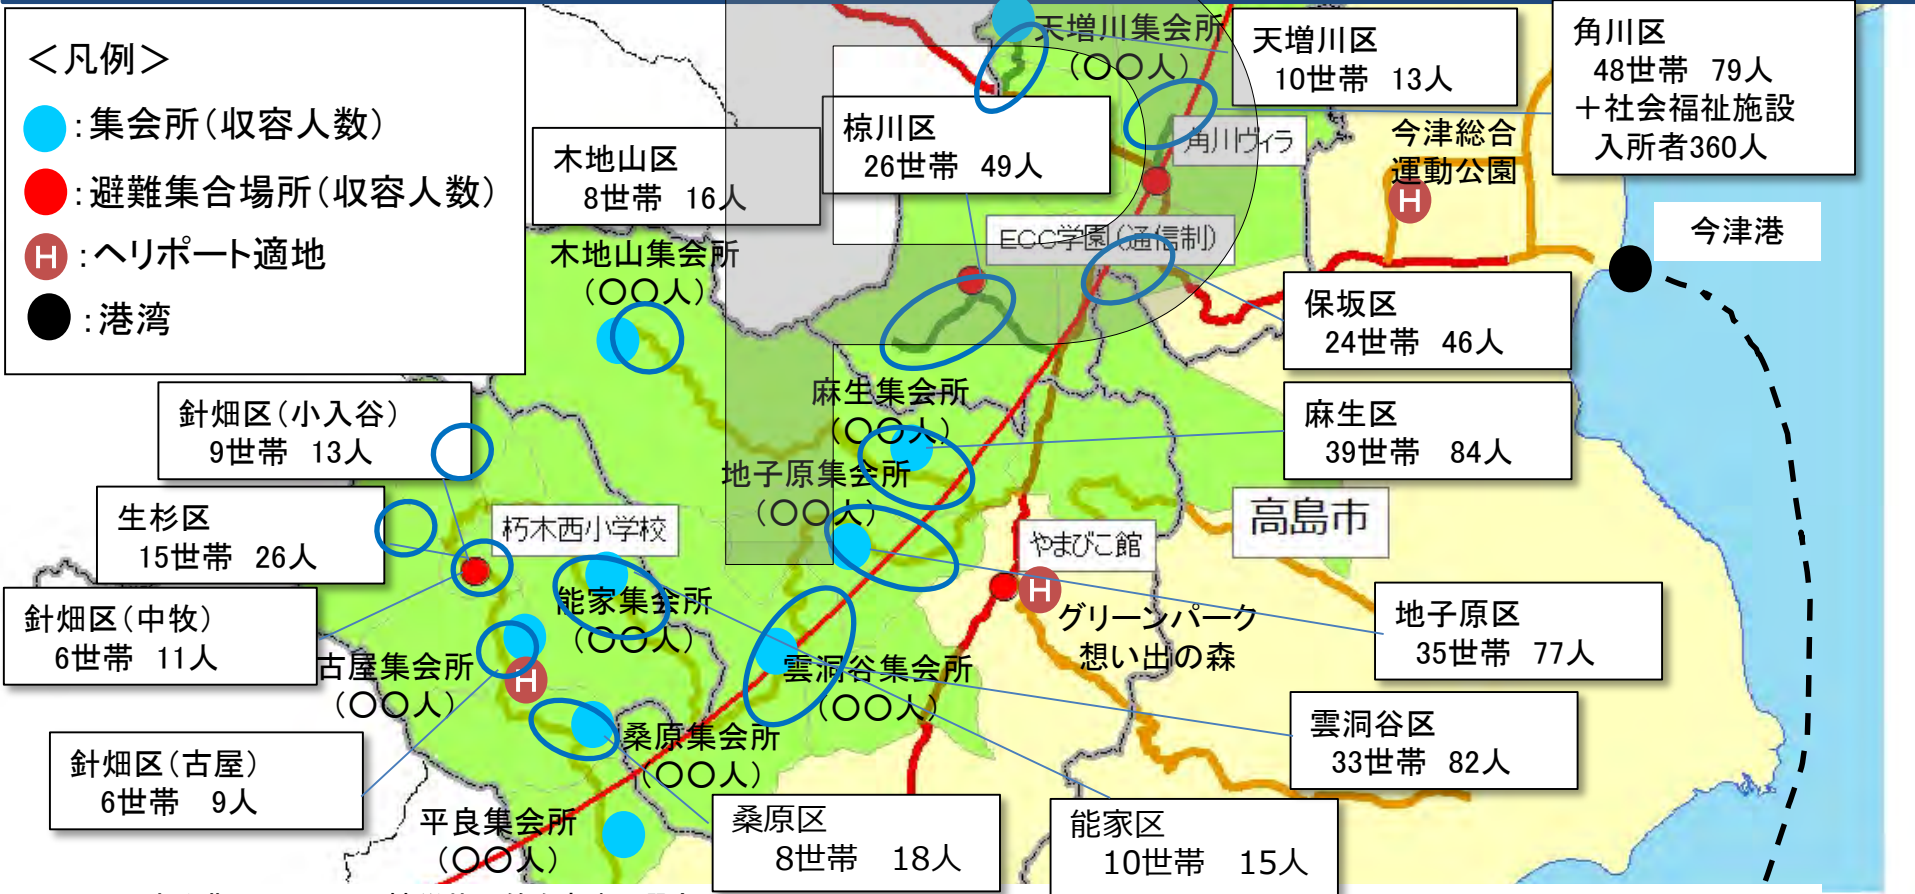 ＜凡例＞
：集会所（収容人数）
：避難集合場所（収容人数）
H：ヘリポート適地
：港湾
天増川集会所
（〇〇人）
天増川区
10世帯 13人
角川区
48世帯 79人
＋社会福祉施設
入所者360人
椋川区
26世帯 49人
木地山区
8世帯 16人
角川ヴィラ
今津総合
運動公園
H
今津港
ECC学園（通信制）
木地山集会所
（〇〇人）
保坂区
24世帯 46人
麻生集会所
（〇〇人）
麻生区
39世帯 84人
針畑区（小入谷）
9世帯 13人
地子原集会所
（〇〇人）
生杉区
15世帯 26人
朽木西小学校
高島市
やまびこ館
H
グリーンパーク
想い出の森
針畑区（中牧）
6世帯 11人
能家集会所
（〇〇人）
地子原区
35世帯 77人
古屋集会所
（〇〇人）
H
雲洞谷集会所
（〇〇人）
雲洞谷区
33世帯 82人
桑原集会所
（〇〇人）
針畑区（古屋）
6世帯 9人
平良集会所
（〇〇人）
桑原区
8世帯 18人
能家区
10世帯 15人